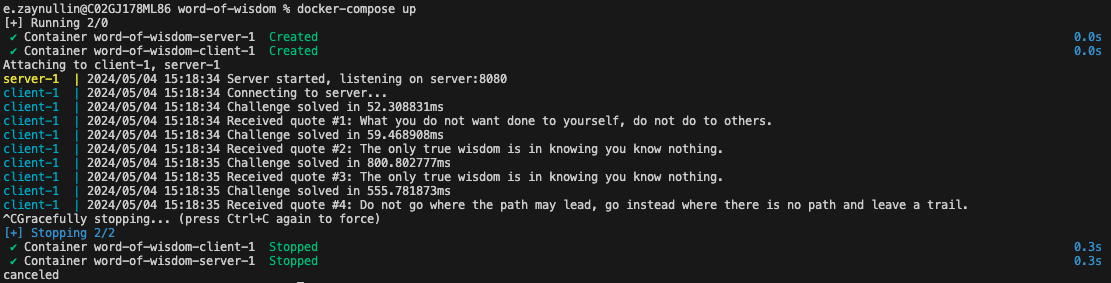 e.zaynullin@C02GJ178ML86 word-of-wisdom % docker-compose up
[+] Running 2/0
✔ Container word-of-wisdom-server-1  Created  0.0s
✔ Container word-of-wisdom-client-1  Created  0.0s
Attaching to client-1, server-1
server-1  | 2024/05/04 15:18:34 Server started, listening on server:8080
client-1  | 2024/05/04 15:18:34 Connecting to server...
client-1  | 2024/05/04 15:18:34 Challenge solved in 52.308831ms
client-1  | 2024/05/04 15:18:34 Received quote #1: What you do not want done to yourself, do not do to others.
client-1  | 2024/05/04 15:18:34 Challenge solved in 59.468908ms
client-1  | 2024/05/04 15:18:34 Received quote #2: The only true wisdom is in knowing you know nothing.
client-1  | 2024/05/04 15:18:35 Challenge solved in 800.802777ms
client-1  | 2024/05/04 15:18:35 Received quote #3: The only true wisdom is in knowing you know nothing.
client-1  | 2024/05/04 15:18:35 Challenge solved in 555.781873ms
client-1  | 2024/05/04 15:18:35 Received quote #4: Do not go where the path may lead, go instead where there is no path and leave a trail.
^CGracefully stopping... (press Ctrl+C again to force)
[+] Stopping 2/2
✔ Container word-of-wisdom-client-1  Stopped  0.3s
✔ Container word-of-wisdom-server-1  Stopped  0.3s
canceled